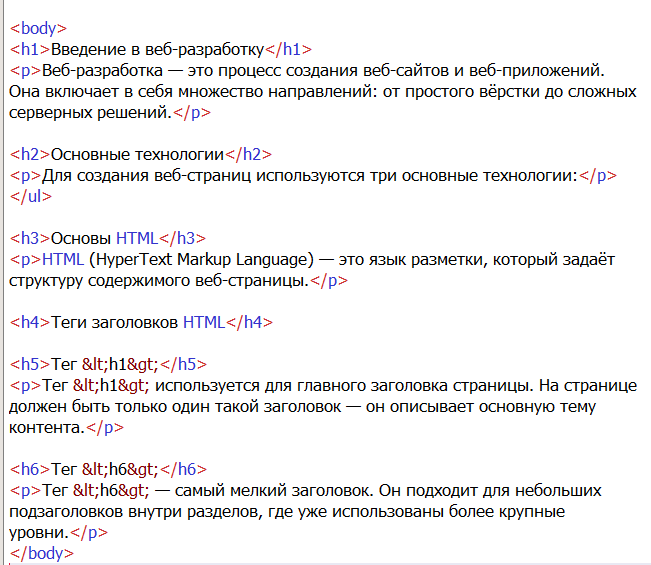 <body>
<h1>Введение в веб-разработку</h1>
<p>Веб-разработка — это процесс создания веб-сайтов и веб-приложений.
Она включает в себя множество направлений: от простого вёрстки до сложных
серверных решений.</p>
<h2>Основные технологии</h2>
<p>Для создания веб-страниц используются три основные технологии:</p>
</ul>
<h3>Основы HTML</h3>
<p>HTML (HyperText Markup Language) — это язык разметки, который задаёт
структуру содержимого веб-страницы.</p>
<h4>Теги заголовков HTML</h4>
<h5>Тег &lt;h1&gt;</h5>
<p>Тег &lt;h1&gt; используется для главного заголовка страницы. На странице
должен быть только один такой заголовок — он описывает основную тему
контента.</p>
<h6>Тег &lt;h6&gt;</h6>
<p>Тег &lt;h6&gt; — самый мелкий заголовок. Он подходит для небольших
подзаголовков внутри разделов, где уже использованы более крупные
уровни.</p>
</body>